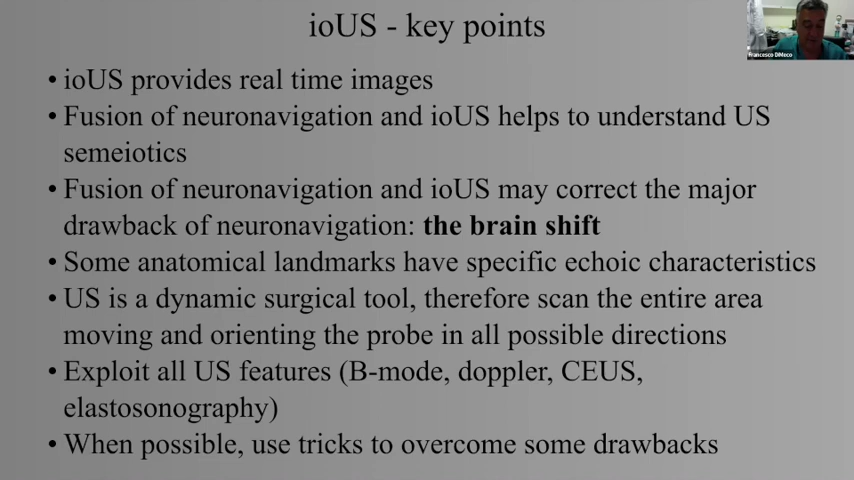 ioUS - key points
• ioUS provides real time images
• Fusion of neuronavigation and ioUS helps to understand US
semeiotics
• Fusion of neuronavigation and ioUS may correct the major
drawback of neuronavigation: the brain shift
• Some anatomical landmarks have specific echoic characteristics
• US is a dynamic surgical tool, therefore scan the entire area
moving and orienting the probe in all possible directions
• Exploit all US features (B-mode, doppler, CEUS,
elastosonography)
• When possible, use tricks to overcome some drawbacks
Francesco DiMeco